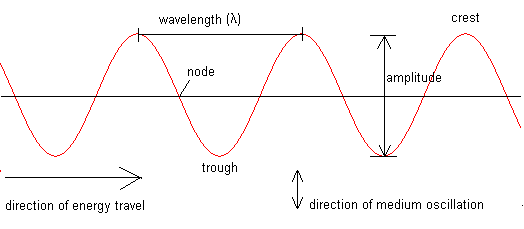 wavelength (λ)
crest
node
amplitude
trough
direction of energy travel
direction of medium oscillation